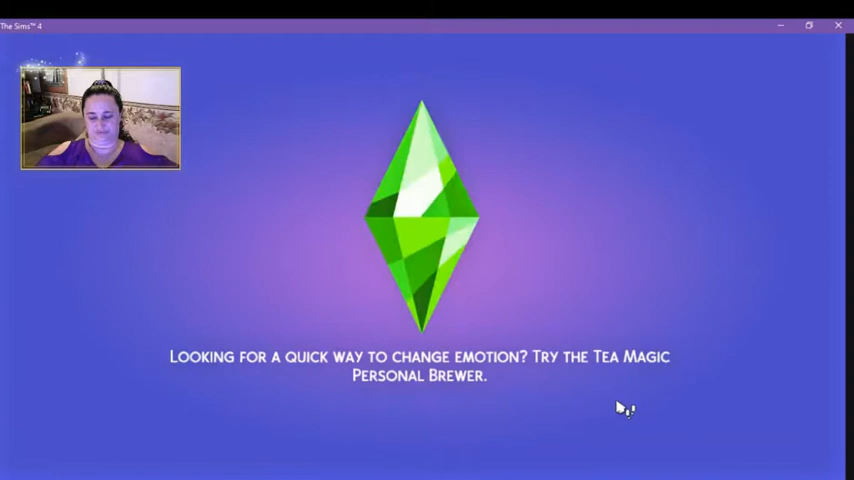 The Sims™ 4
LOOKING FOR A QUICK WAY TO CHANGE EMOTION? TRY THE TEA MAGIC
PERSONAL BREWER.